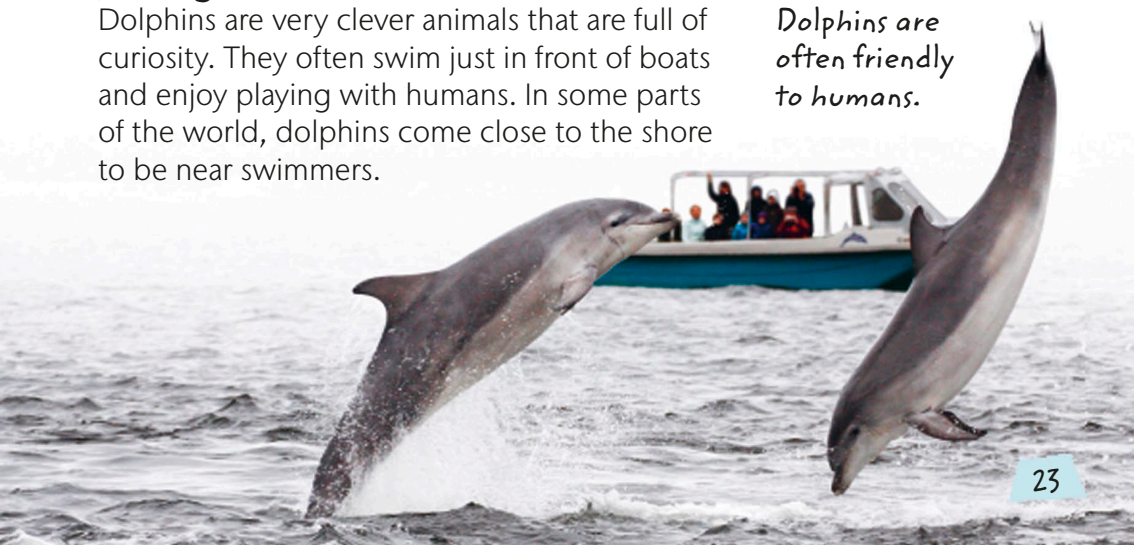 Dolphins are very clever animals that are full of
curiosity. They often swim just in front of boats
and enjoy playing with humans. In some parts
of the world, dolphins come close to the shore
to be near swimmers.
Dolphins are
often friendly
to humans.
23